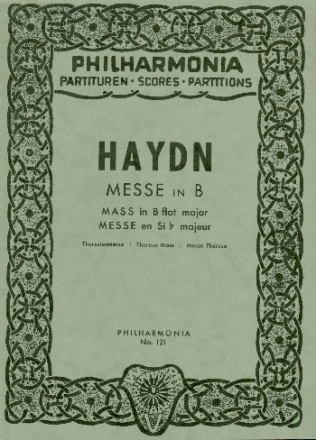 PHILHARMONIA
PARTITUREN · SCORES · PARTITIONS
HAYDN
MESSE IN B
MASS in B flat major
MESSE en Si ♭ majeur
Theresienmesse : Theresa Mass : Messe Thérèse
PHILHARMONIA
No. 121